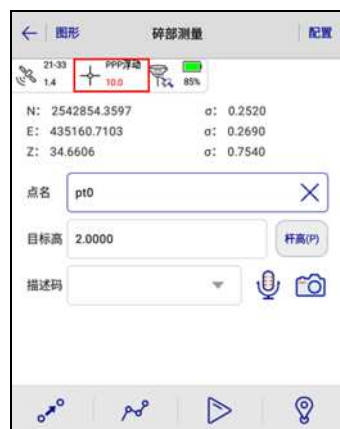 图形 碎部测量 配置
21-33 PPP浮动
1.4 10.0 85%
N: 2542854.3597 σ: 0.2520
E: 435160.7103 σ: 0.2690
Z: 34.6606 σ: 0.7540
点名 pt0
目标高 2.0000 杆高(P)
描述码